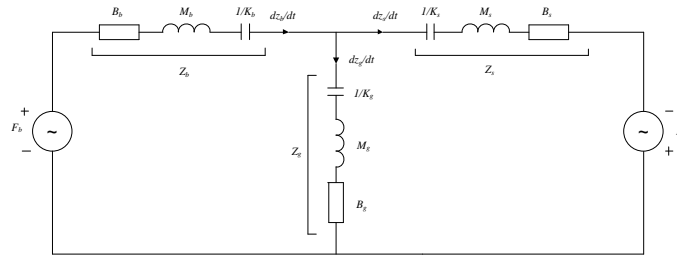 B_b
M_b
1/K_b
dz_b/dt
dz_s/dt
1/K_s
M_s
B_s
Z_b
Z_s
dz_g/dt
1/K_g
Z_g
M_g
B_g
+
F_b
~
−
−
~
+